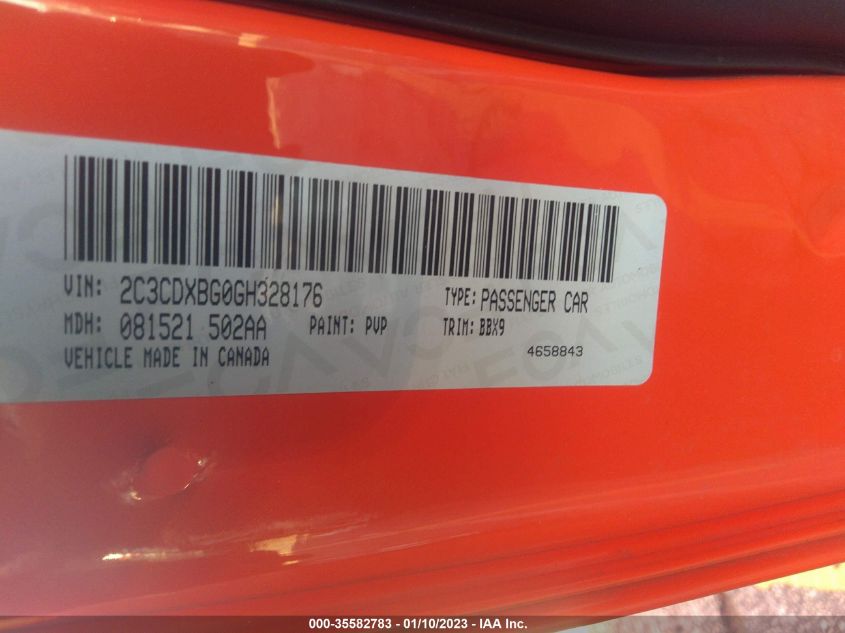 VIN: 2C3CDXBG0GH328176 TYPE: PASSENGER CAR
MDH: 081521 502AA PAINT: PVP TRIM: BBX9
VEHICLE MADE IN CANADA 4658843
000-35582783 - 01/10/2023 - IAA Inc.